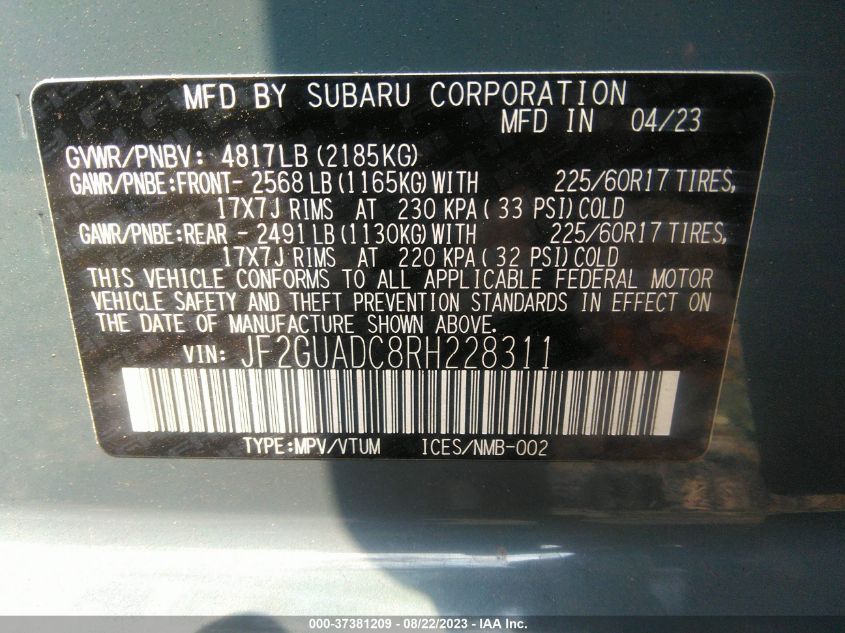 MFD BY SUBARU CORPORATION
MFD IN 04/23
GVWR/PNBV: 4817LB (2185KG)
GAWR/PNBE:FRONT- 2568 LB (1165KG) WITH 225/60R17 TIRES,
17X7J RIMS AT 230 KPA ( 33 PSI) COLD
GAWR/PNBE:REAR - 2491 LB (1130KG) WITH 225/60R17 TIRES,
17X7J RIMS AT 220 KPA ( 32 PSI) COLD
THIS VEHICLE CONFORMS TO ALL APPLICABLE FEDERAL MOTOR
VEHICLE SAFETY AND THEFT PREVENTION STANDARDS IN EFFECT ON
THE DATE OF MANUFACTURE SHOWN ABOVE.
VIN: JF2GUADC8RH228311
TYPE:MPV/VTUM ICES/NMB-002
000-37381209 - 08/22/2023 - IAAI.com